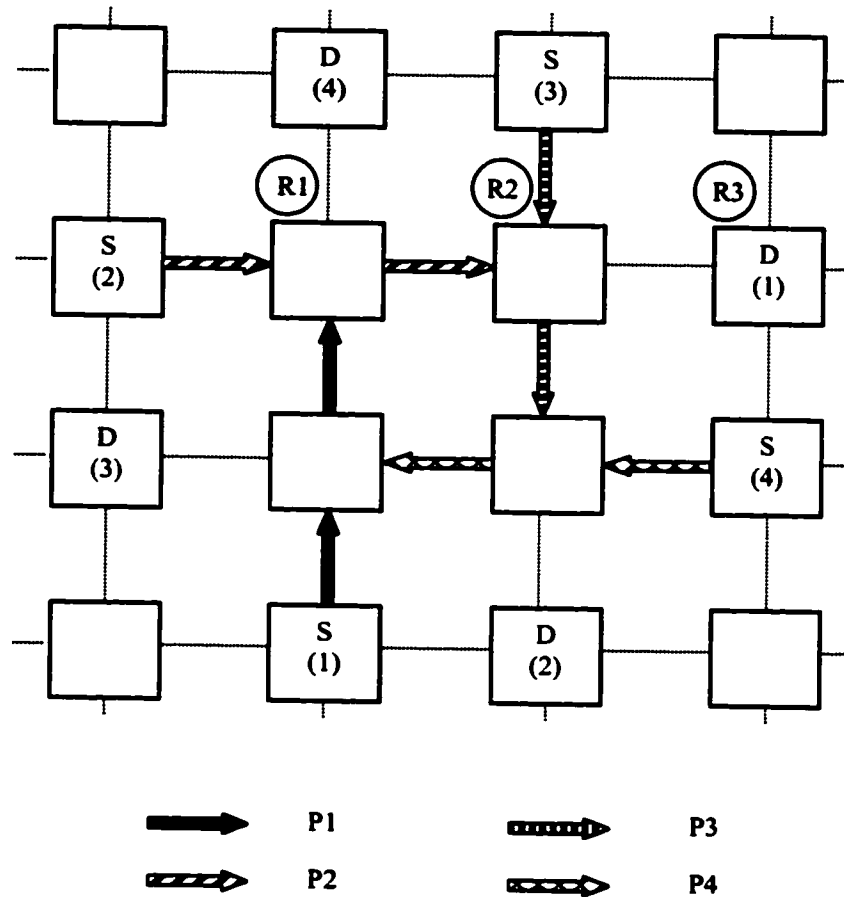 D
(4)
S
(3)
R1
R2
R3
S
(2)
D
(1)
D
(3)
S
(4)
S
(1)
D
(2)
P1
P3
P2
P4